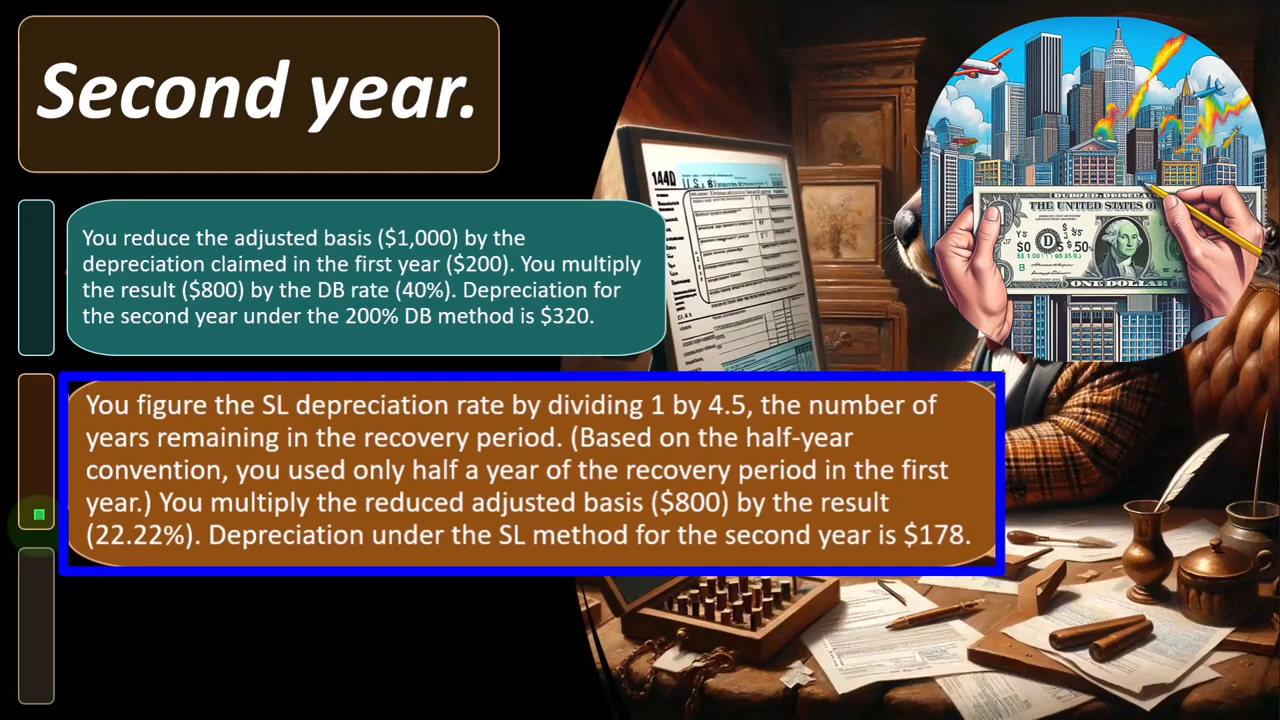 Second year.
You reduce the adjusted basis ($1,000) by the
depreciation claimed in the first year ($200). You multiply
the result ($800) by the DB rate (40%). Depreciation for
the second year under the 200% DB method is $320.
You figure the SL depreciation rate by dividing 1 by 4.5, the number of
years remaining in the recovery period. (Based on the half-year
convention, you used only half a year of the recovery period in the first
year.) You multiply the reduced adjusted basis ($800) by the result
(22.22%). Depreciation under the SL method for the second year is $178.
144D
THE UNITED STATES O
ONE DOLLAR